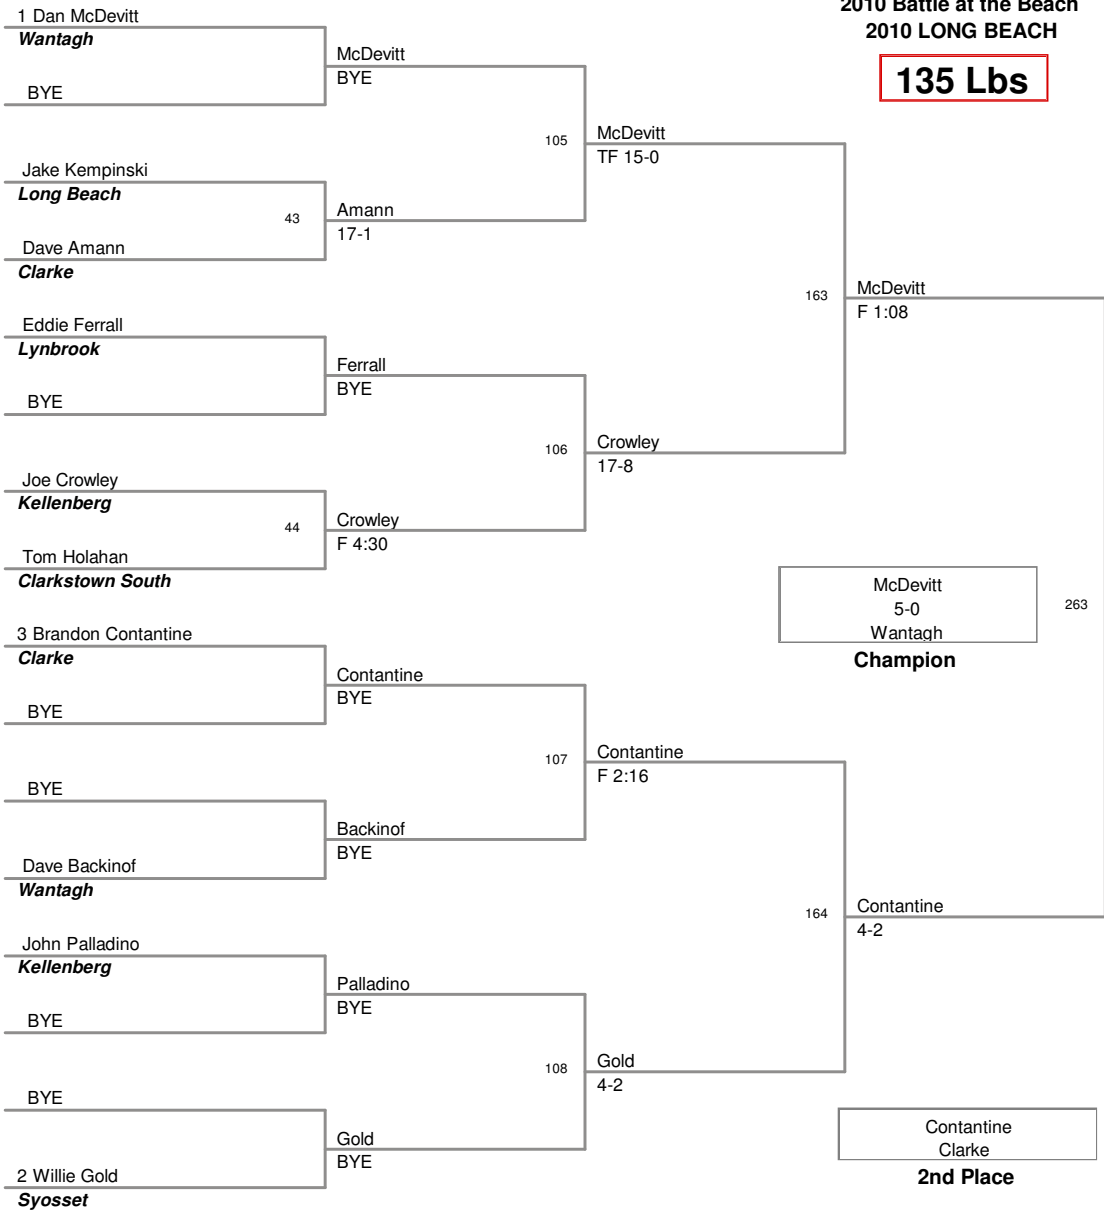 2010 Battle at the Beach
2010 LONG BEACH
135 Lbs
1 Dan McDevitt
Wantagh
BYE
McDevitt
BYE
105
McDevitt
TF 15-0
Jake Kempinski
Long Beach
43
Amann
17-1
Dave Amann
Clarke
163
McDevitt
F 1:08
Eddie Ferrall
Lynbrook
Ferrall
BYE
BYE
106
Crowley
17-8
Joe Crowley
Kellenberg
44
Crowley
F 4:30
Tom Holahan
Clarkstown South
McDevitt
5-0
Wantagh
Champion
263
3 Brandon Contantine
Clarke
Contantine
BYE
BYE
107
Contantine
F 2:16
BYE
Backinof
BYE
Dave Backinof
Wantagh
164
Contantine
4-2
John Palladino
Kellenberg
Palladino
BYE
BYE
108
Gold
4-2
BYE
Gold
BYE
2 Willie Gold
Syosset
Contantine
Clarke
2nd Place